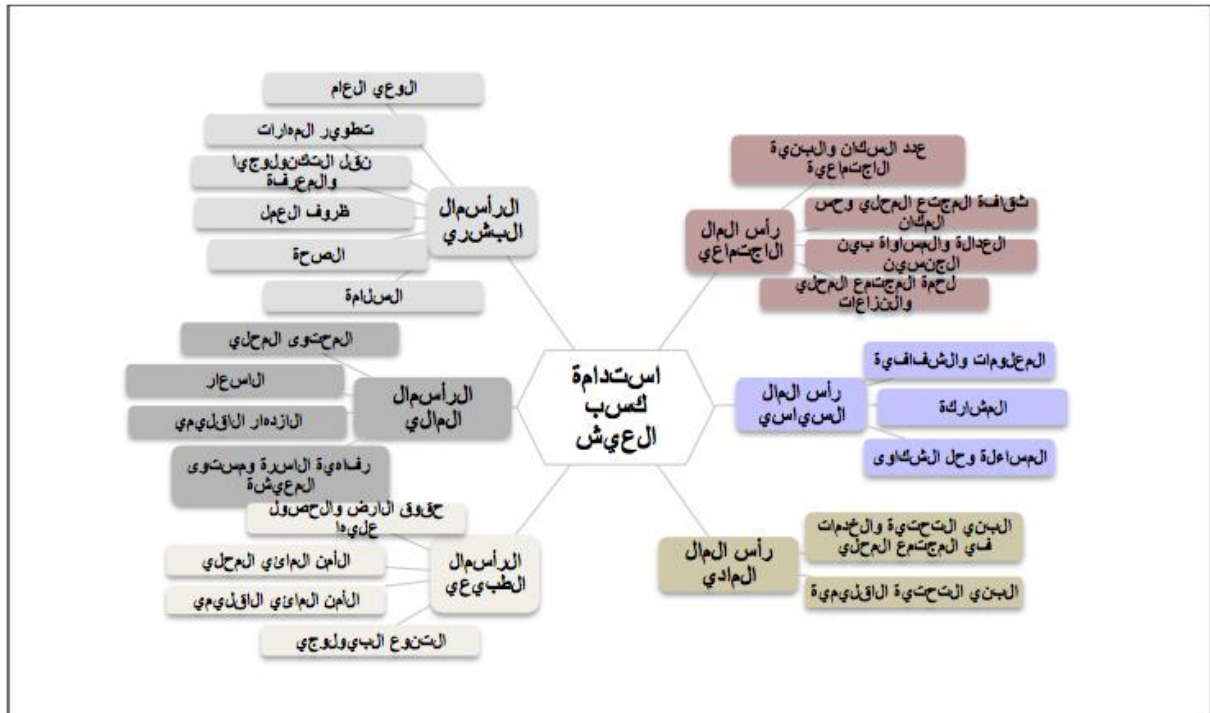 استدامة
كسب
العيش
رأس المال
الاجتماعي
عدد السكان والبنية
الاجتماعية
ثقافة المجتع المحلي وحس
المكان
العدالة والمساواة بين
الجنسين
لحمة المجتمع المحلي
والنزاعات
رأس المال
السياسي
المعلومات والشفافية
المشاركة
المساءلة وحل الشكاوى
رأس المال
المادي
البني التحتية والخدمات
في المجتمع المحلي
البني التحتية الاقليمية
الرأسمال
البشري
الوعي العام
تطوير المهارات
نقل التكنولوجيا
والمعرفة
ظروف العمل
الصحة
السلامة
الرأسمال
المالي
المحتوى المحلي
الاسعار
الازدهار الاقليمي
رفاهية الاسرة ومستوى
المعيشة
الرأسمال
الطبيعي
حقوق الارض والحصول
عليها
الأمن المائي المحلي
الأمن المائي الاقليمي
التنوع البيولوجي